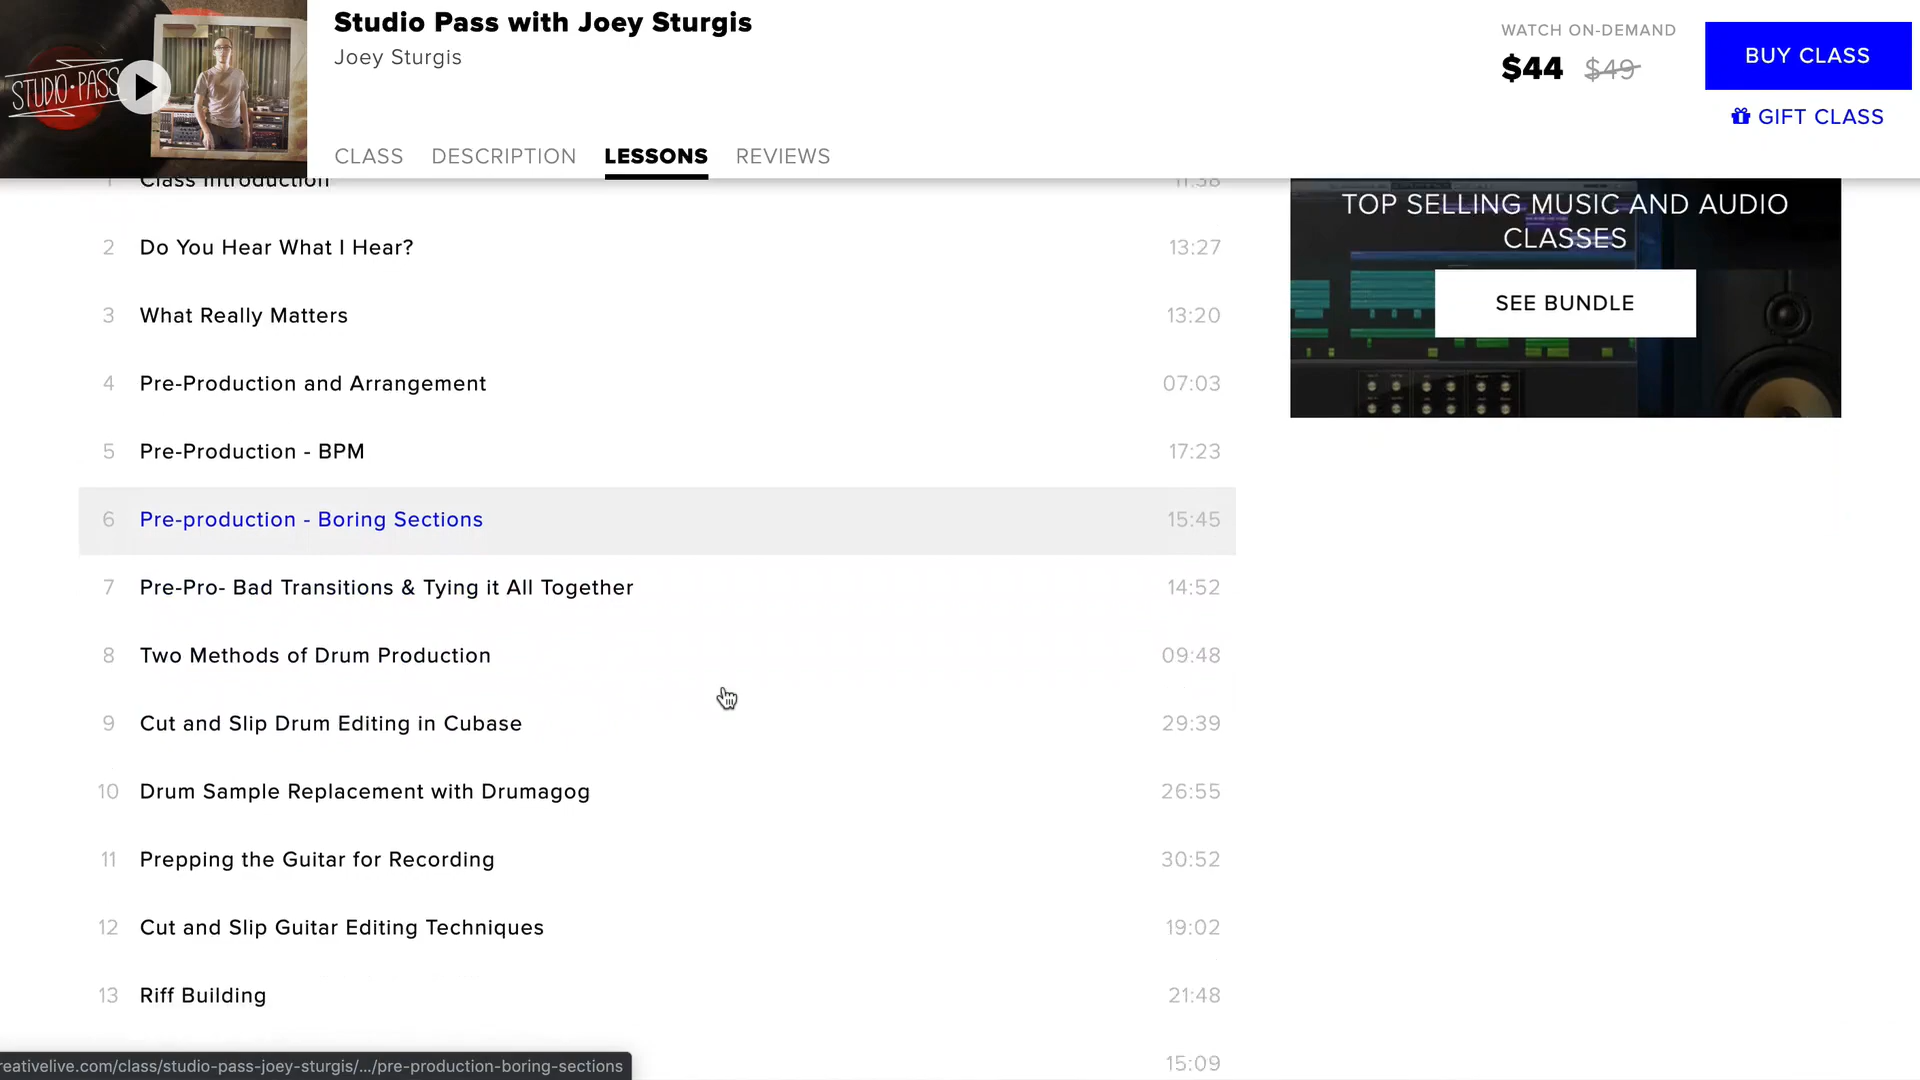 STUDIO • PASS
Studio Pass with Joey Sturgis
Joey Sturgis
WATCH ON-DEMAND
$44 $49
BUY CLASS
GIFT CLASS
CLASS DESCRIPTION LESSONS REVIEWS
1 Class Introduction 11:38
2 Do You Hear What I Hear? 13:27
3 What Really Matters 13:20
4 Pre-Production and Arrangement 07:03
5 Pre-Production - BPM 17:23
6 Pre-production - Boring Sections 15:45
7 Pre-Pro- Bad Transitions & Tying it All Together 14:52
8 Two Methods of Drum Production 09:48
9 Cut and Slip Drum Editing in Cubase 29:39
10 Drum Sample Replacement with Drumagog 26:55
11 Prepping the Guitar for Recording 30:52
12 Cut and Slip Guitar Editing Techniques 19:02
13 Riff Building 21:48
15:09
TOP SELLING MUSIC AND AUDIO
CLASSES
SEE BUNDLE
reativelive.com/class/studio-pass-joey-sturgis/.../pre-production-boring-sections